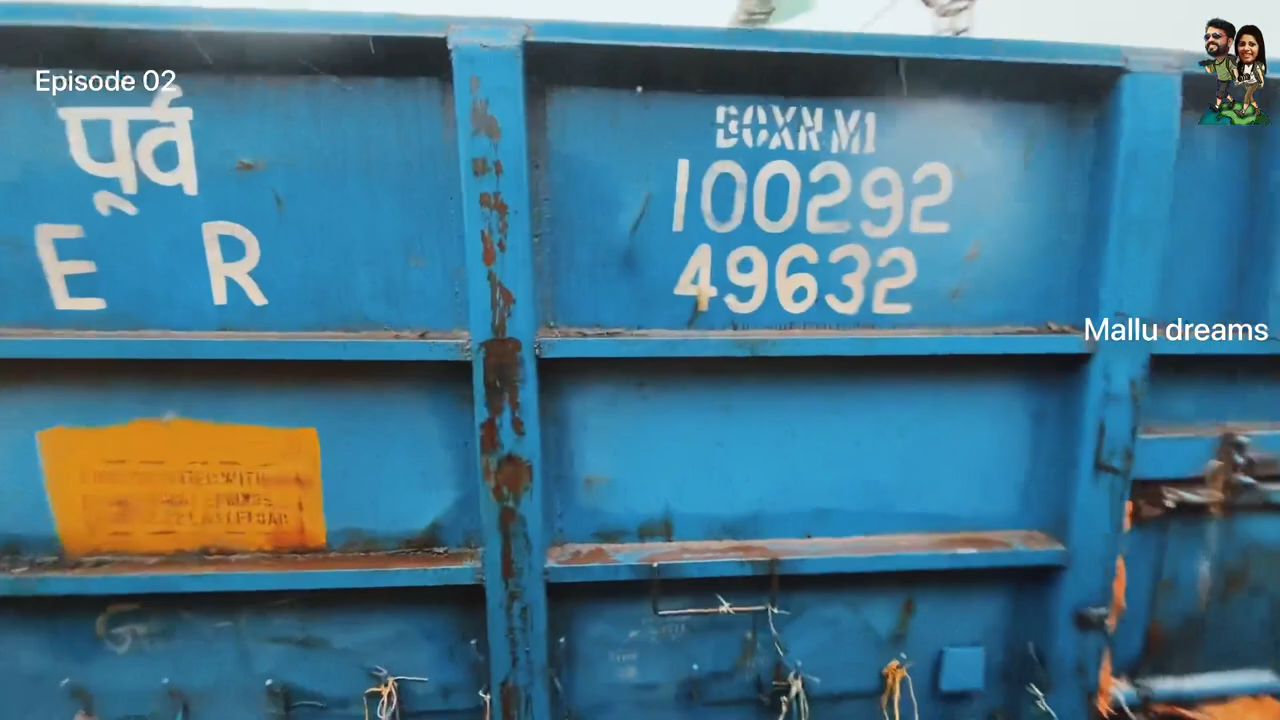 Episode 02
पूर्व
E R
BOXNM1
100292
49632
Mallu dreams